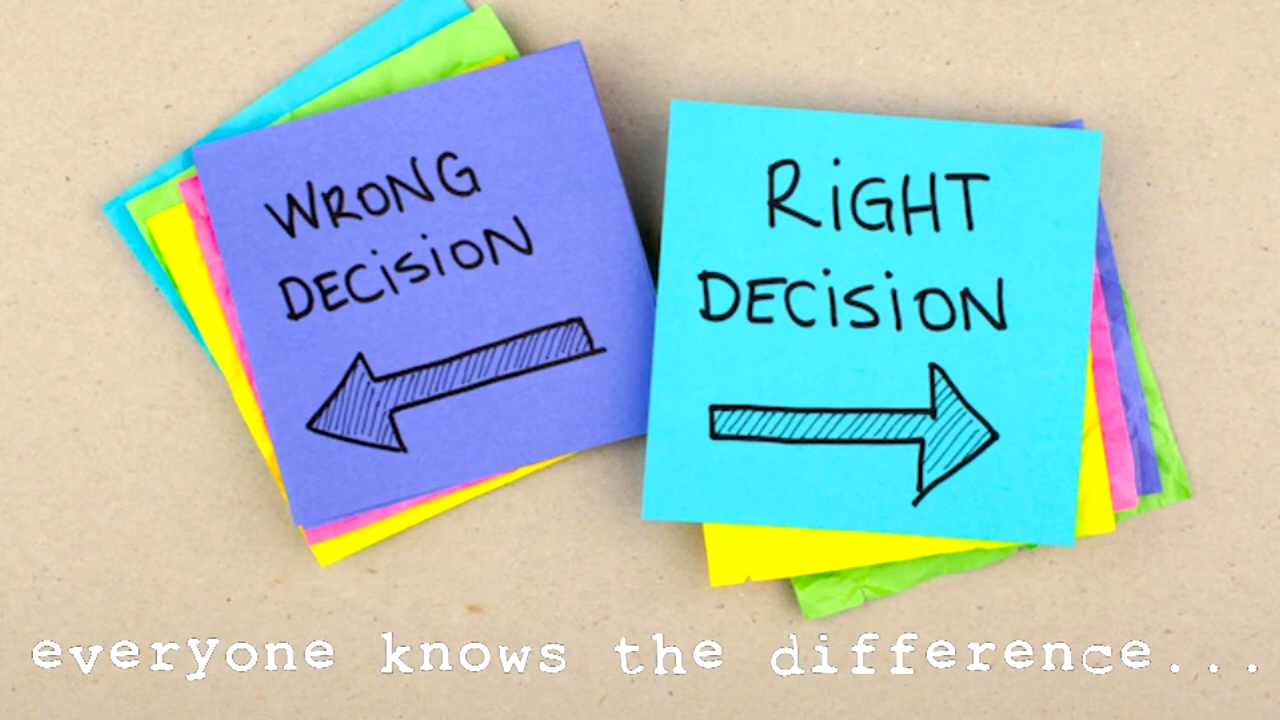 WRONG
DECiSiON
RiGHT
DECiSiON
everyone knows the difference...